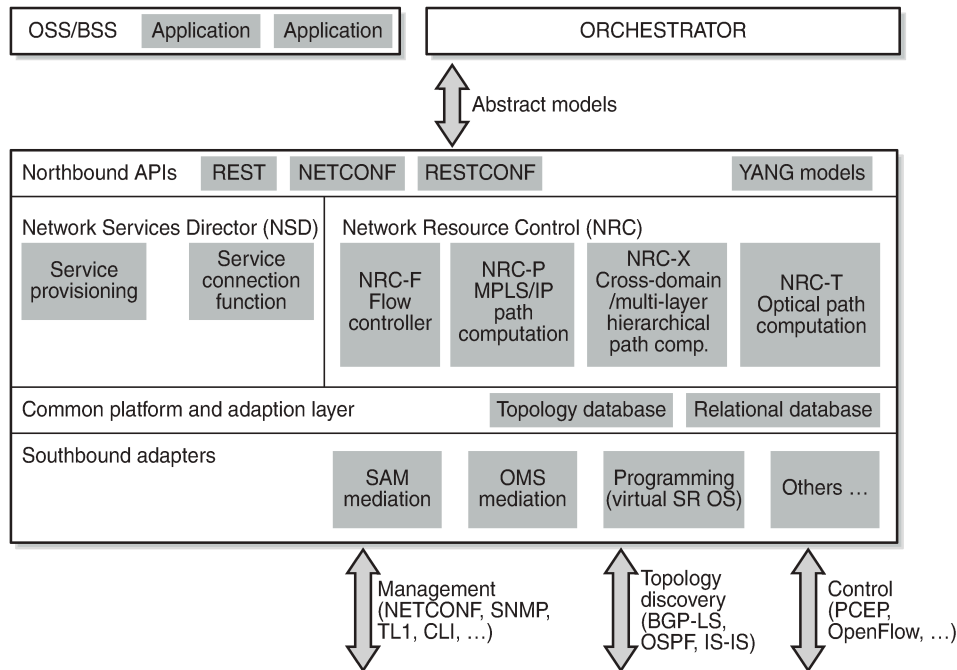 OSS/BSS
Application
Application
ORCHESTRATOR
Abstract models
Northbound APIs
REST
NETCONF
RESTCONF
YANG models
Network Services Director (NSD)
Service
provisioning
Service
connection
function
Network Resource Control (NRC)
NRC-F
Flow
controller
NRC-P
MPLS/IP
path
computation
NRC-X
Cross-domain
/multi-layer
hierarchical
path comp.
NRC-T
Optical path
computation
Common platform and adaption layer
Topology database
Relational database
Southbound adapters
SAM
mediation
OMS
mediation
Programming
(virtual SR OS)
Others …
Management
(NETCONF, SNMP,
TL1, CLI, …)
Topology
discovery
(BGP-LS,
OSPF, IS-IS)
Control
(PCEP,
OpenFlow, …)